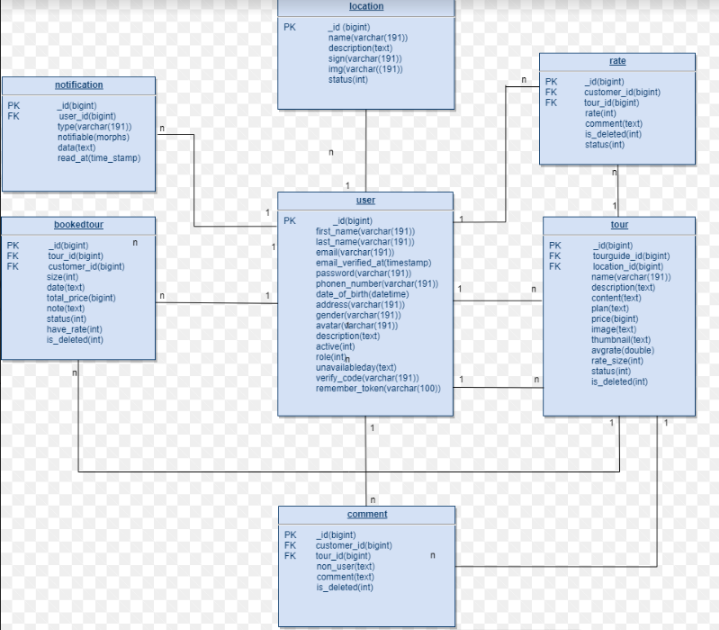 location
PK _id (bigint)
name(varchar(191))
description(text)
sign(varchar(191))
img(varchar((191))
status(int)
rate
PK _id(bigint)
FK customer_id(bigint)
FK tour_id(bigint)
rate(int)
comment(text)
is_deleted(int)
status(int)
n
notification
PK _id(bigint)
FK user_id(bigint)
type(varchar(191))
notifiable(morphs)
data(text)
read_at(time_stamp)
n
n
1
n
1
user
PK _id(bigint)
first_name(varchar(191))
last_name(varchar(191))
email(varchar(191))
email_verified_at(timestamp)
password(varchar(191))
phonen_number(varchar(191))
date_of_birth(datetime)
address(varchar(191))
gender(varchar(191))
avatar(varchar(191))
description(text)
active(int)
role(int)
n
unavailableday(text)
verify_code(varchar(191))
remember_token(varchar(100))
1
1
1
1
1
1
bookedtour
PK _id(bigint)
n
FK tour_id(bigint)
FK customer_id(bigint)
size(int)
date(text)
total_price(bigint)
note(text)
status(int)
have_rate(int)
is_deleted(int)
n
n
tour
PK _id(bigint)
FK tourguide_id(bigint)
FK location_id(bigint)
name(varchar(191))
description(text)
content(text)
plan(text)
price(bigint)
image(text)
thumbnail(text)
avgrate(double)
rate_size(int)
status(int)
is_deleted(int)
n
n
1
1
1
n
comment
PK _id(bigint)
FK customer_id(bigint)
FK tour_id(bigint)
n
non_user(text)
comment(text)
is_deleted(int)